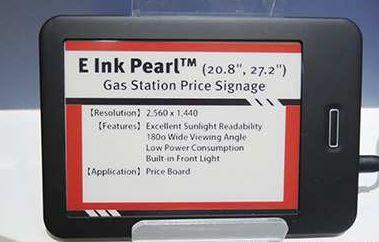 E Ink Pearl™ (20.8", 27.2")
Gas Station Price Signage
【Resolution】 2,560 x 1,440
【Features】 Excellent Sunlight Readability
180o Wide Viewing Angle
Low Power Consumption
Built-in Front Light
【Application】 Price Board